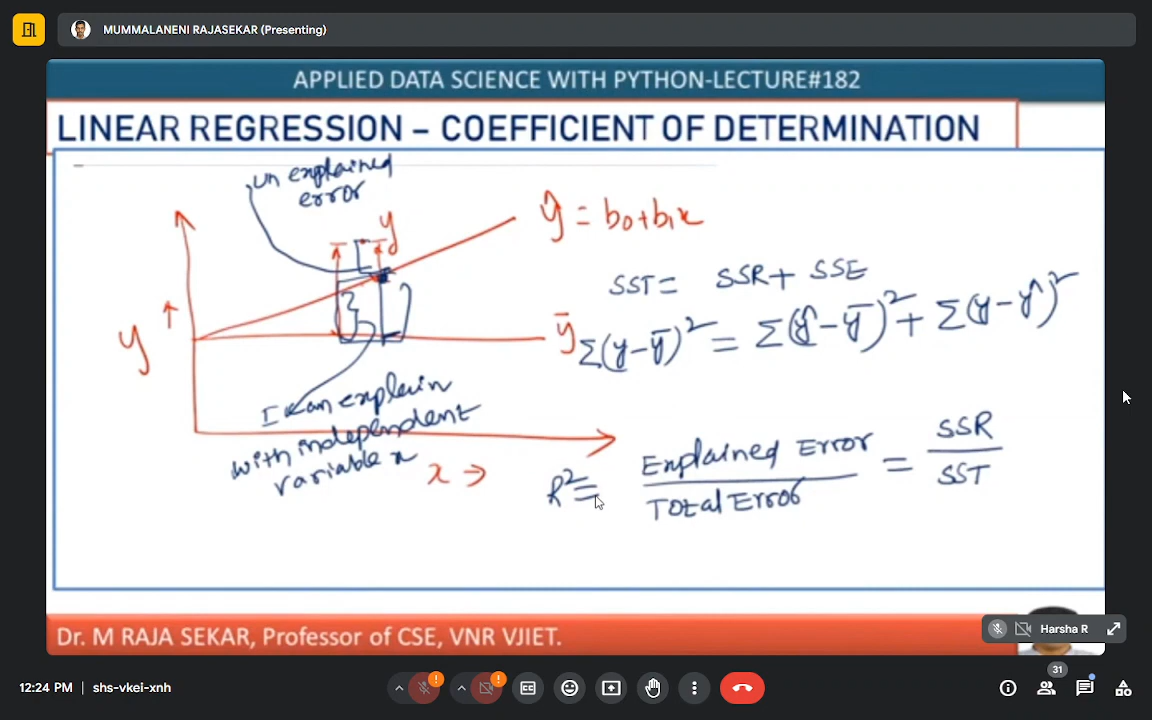 MUMMALANENI RAJASEKAR (Presenting)
APPLIED DATA SCIENCE WITH PYTHON-LECTURE#182
LINEAR REGRESSION – COEFFICIENT OF DETERMINATION
un explained
error
y
ŷ = b0+b1x
SST = SSR + SSE
y ↑
ȳ
Σ(y-ȳ)² = Σ(ŷ-ȳ)² + Σ(y-ŷ)²
I can explain
with independent
variable x
x →
R² = Explained Error / Total Error = SSR / SST
Dr. M RAJA SEKAR, Professor of CSE, VNR VJIET.
Harsha R
31
12:24 PM | shs-vkei-xnh